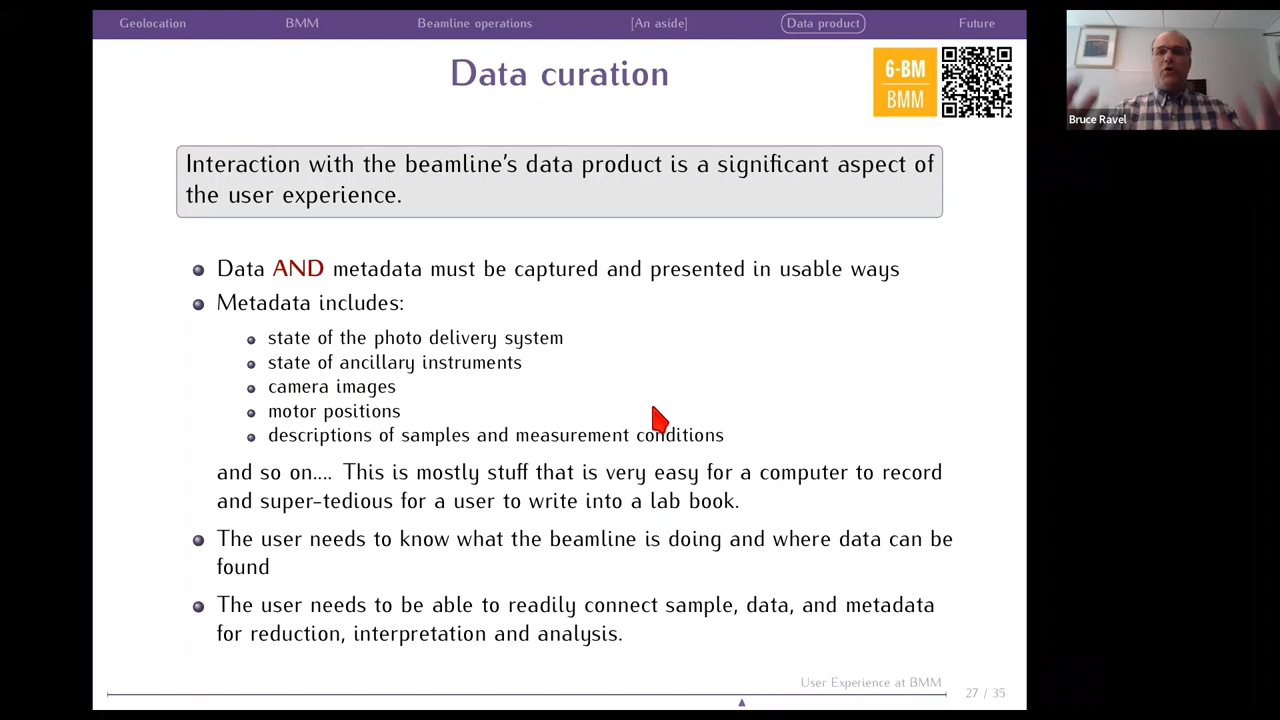 Geolocation BMM Beamline operations [An aside] Data product Future
Data curation
6-BM
BMM
Bruce Ravel
Interaction with the beamline's data product is a significant aspect of
the user experience.
Data AND metadata must be captured and presented in usable ways
Metadata includes:
state of the photo delivery system
state of ancillary instruments
camera images
motor positions
descriptions of samples and measurement conditions
and so on.... This is mostly stuff that is very easy for a computer to record
and super-tedious for a user to write into a lab book.
The user needs to know what the beamline is doing and where data can be
found
The user needs to be able to readily connect sample, data, and metadata
for reduction, interpretation and analysis.
User Experience at BMM
27 / 35